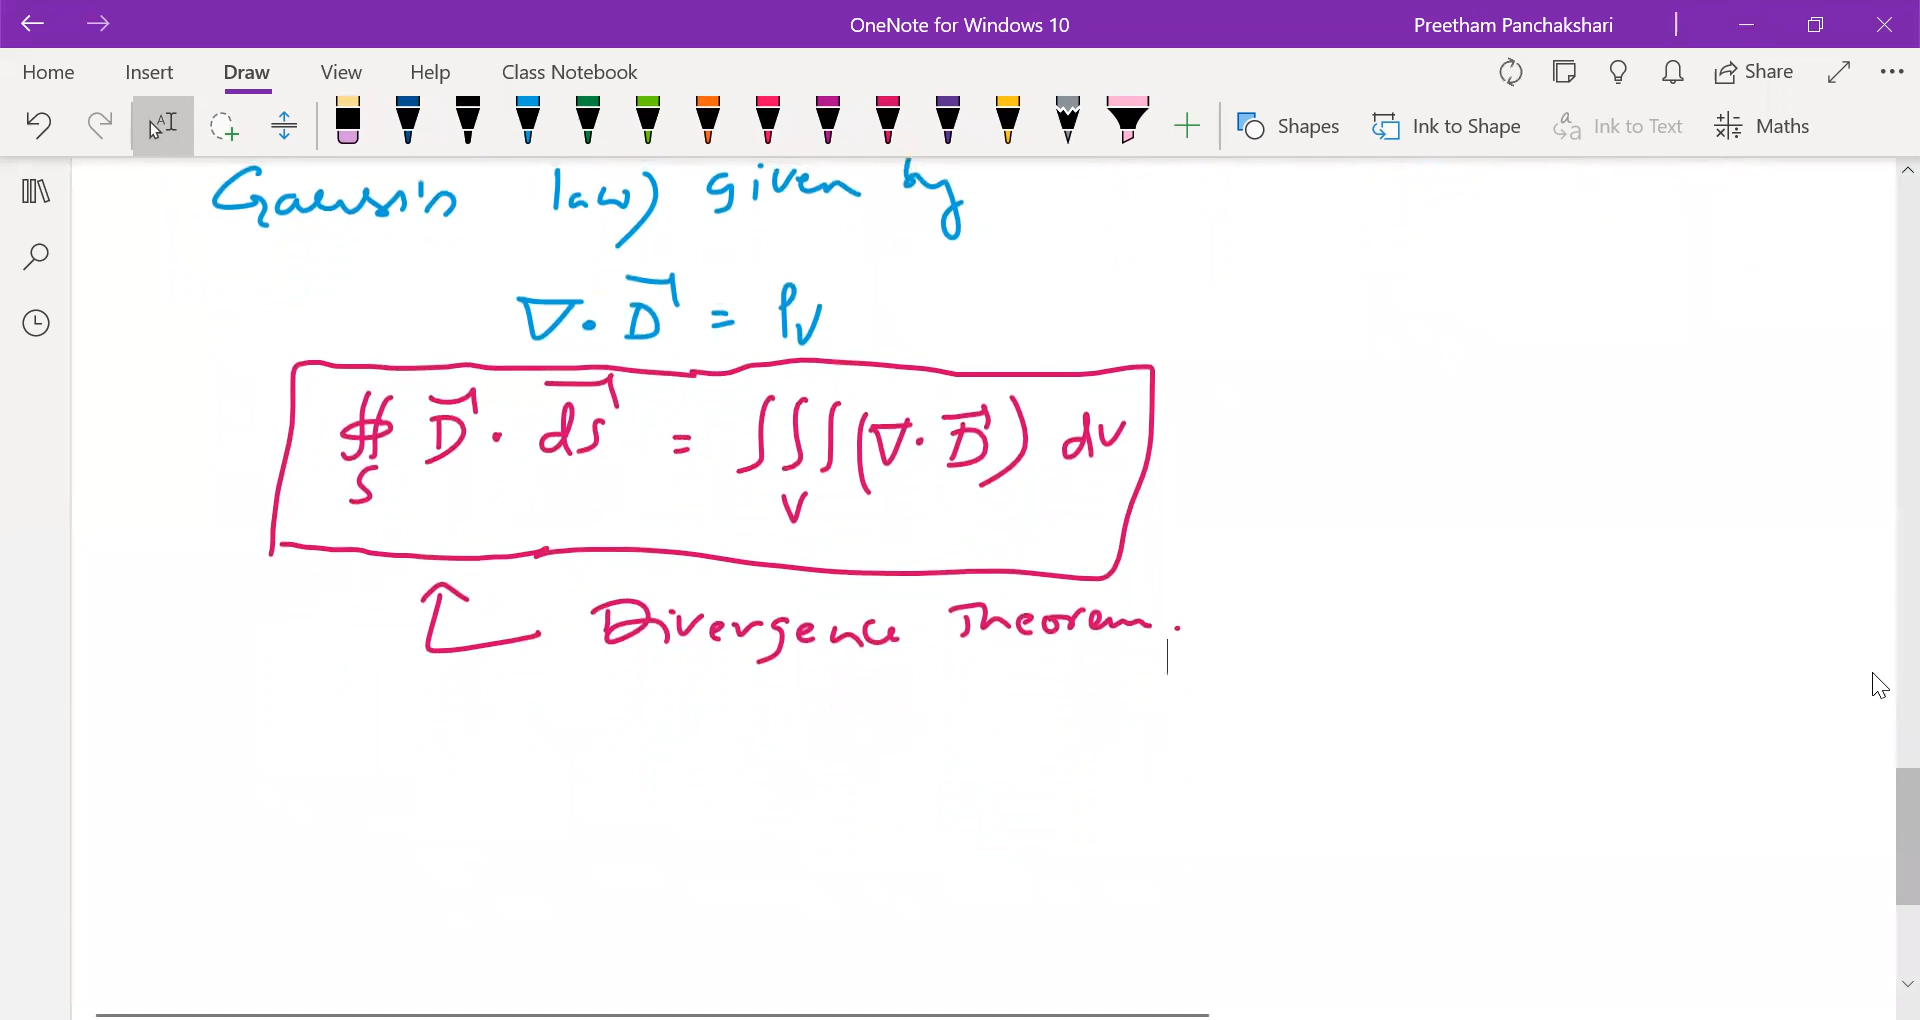 OneNote for Windows 10
Preetham Panchakshari
Home Insert Draw View Help Class Notebook Share
Shapes Ink to Shape Ink to Text Maths
Gauss's law) given by
∇ · D⃗ = ρv
∯ D⃗ · d⃗s = ∫∫∫ (∇ · D⃗) dv
S V
Divergence Theorem.